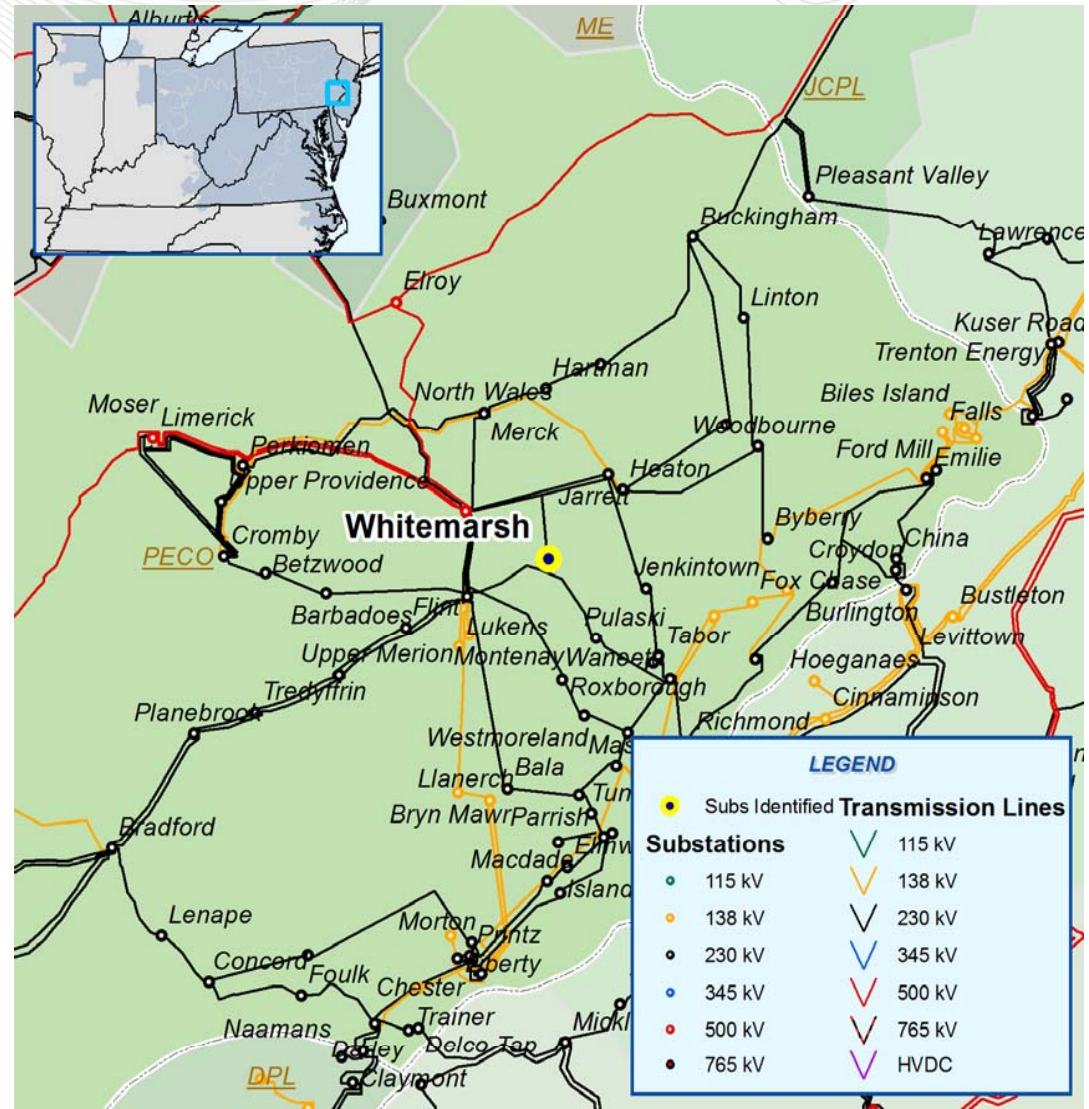 ME
JCPL
Buxmont
Pleasant Valley
Buckingham
Lawrence
Elroy
Linton
Kuser Road
Trenton Energy
Hartman
Biles Island
North Wales
Falls
Moser
Limerick
Merck
Woodbourne
Ford Mill
Emilie
Perkiomen
Heaton
Upper Providence
Jarrett
Whitemarsh
Byberry
Cromby
China
PECO
Croydon
Betzwood
Jenkintown
Fox Chase
Bustleton
Barbadoes
Flint
Burlington
Lukens
Pulaski
Tabor
Levittown
Upper Merion
Montenay
Waneeta
Hoeganaes
Tredyffrin
Roxborough
Cinnaminson
Planebrook
Richmond
Westmoreland
Mas
Llanerch
Bala
Tun
Bryn Mawr
Parrish
Bradford
Macdade
Island
Lenape
Morton
Printz
Concord
Foulk
Liberty
Chester
Naamans
Trainer
Mickl
Delco Tap
DPL
Claymont
LEGEND
Subs Identified Transmission Lines
Substations
115 kV 115 kV
138 kV 138 kV
230 kV 230 kV
345 kV 345 kV
500 kV 500 kV
765 kV 765 kV
HVDC